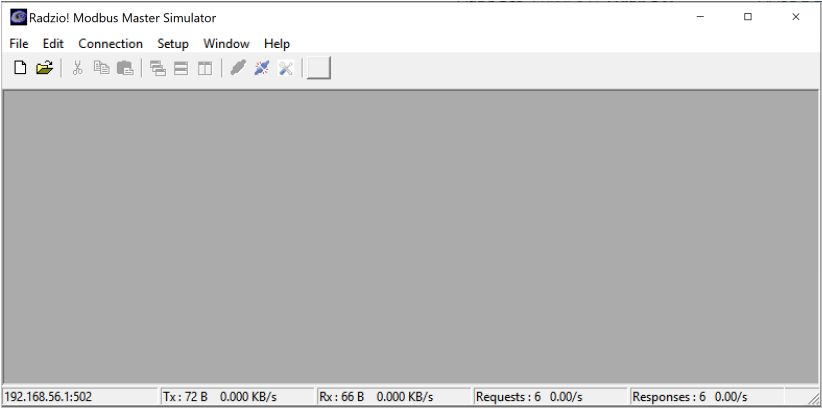 Radzio! Modbus Master Simulator
File Edit Connection Setup Window Help
192.168.56.1:502 Tx : 72 B 0.000 KB/s Rx : 66 B 0.000 KB/s Requests : 6 0.00/s Responses : 6 0.00/s